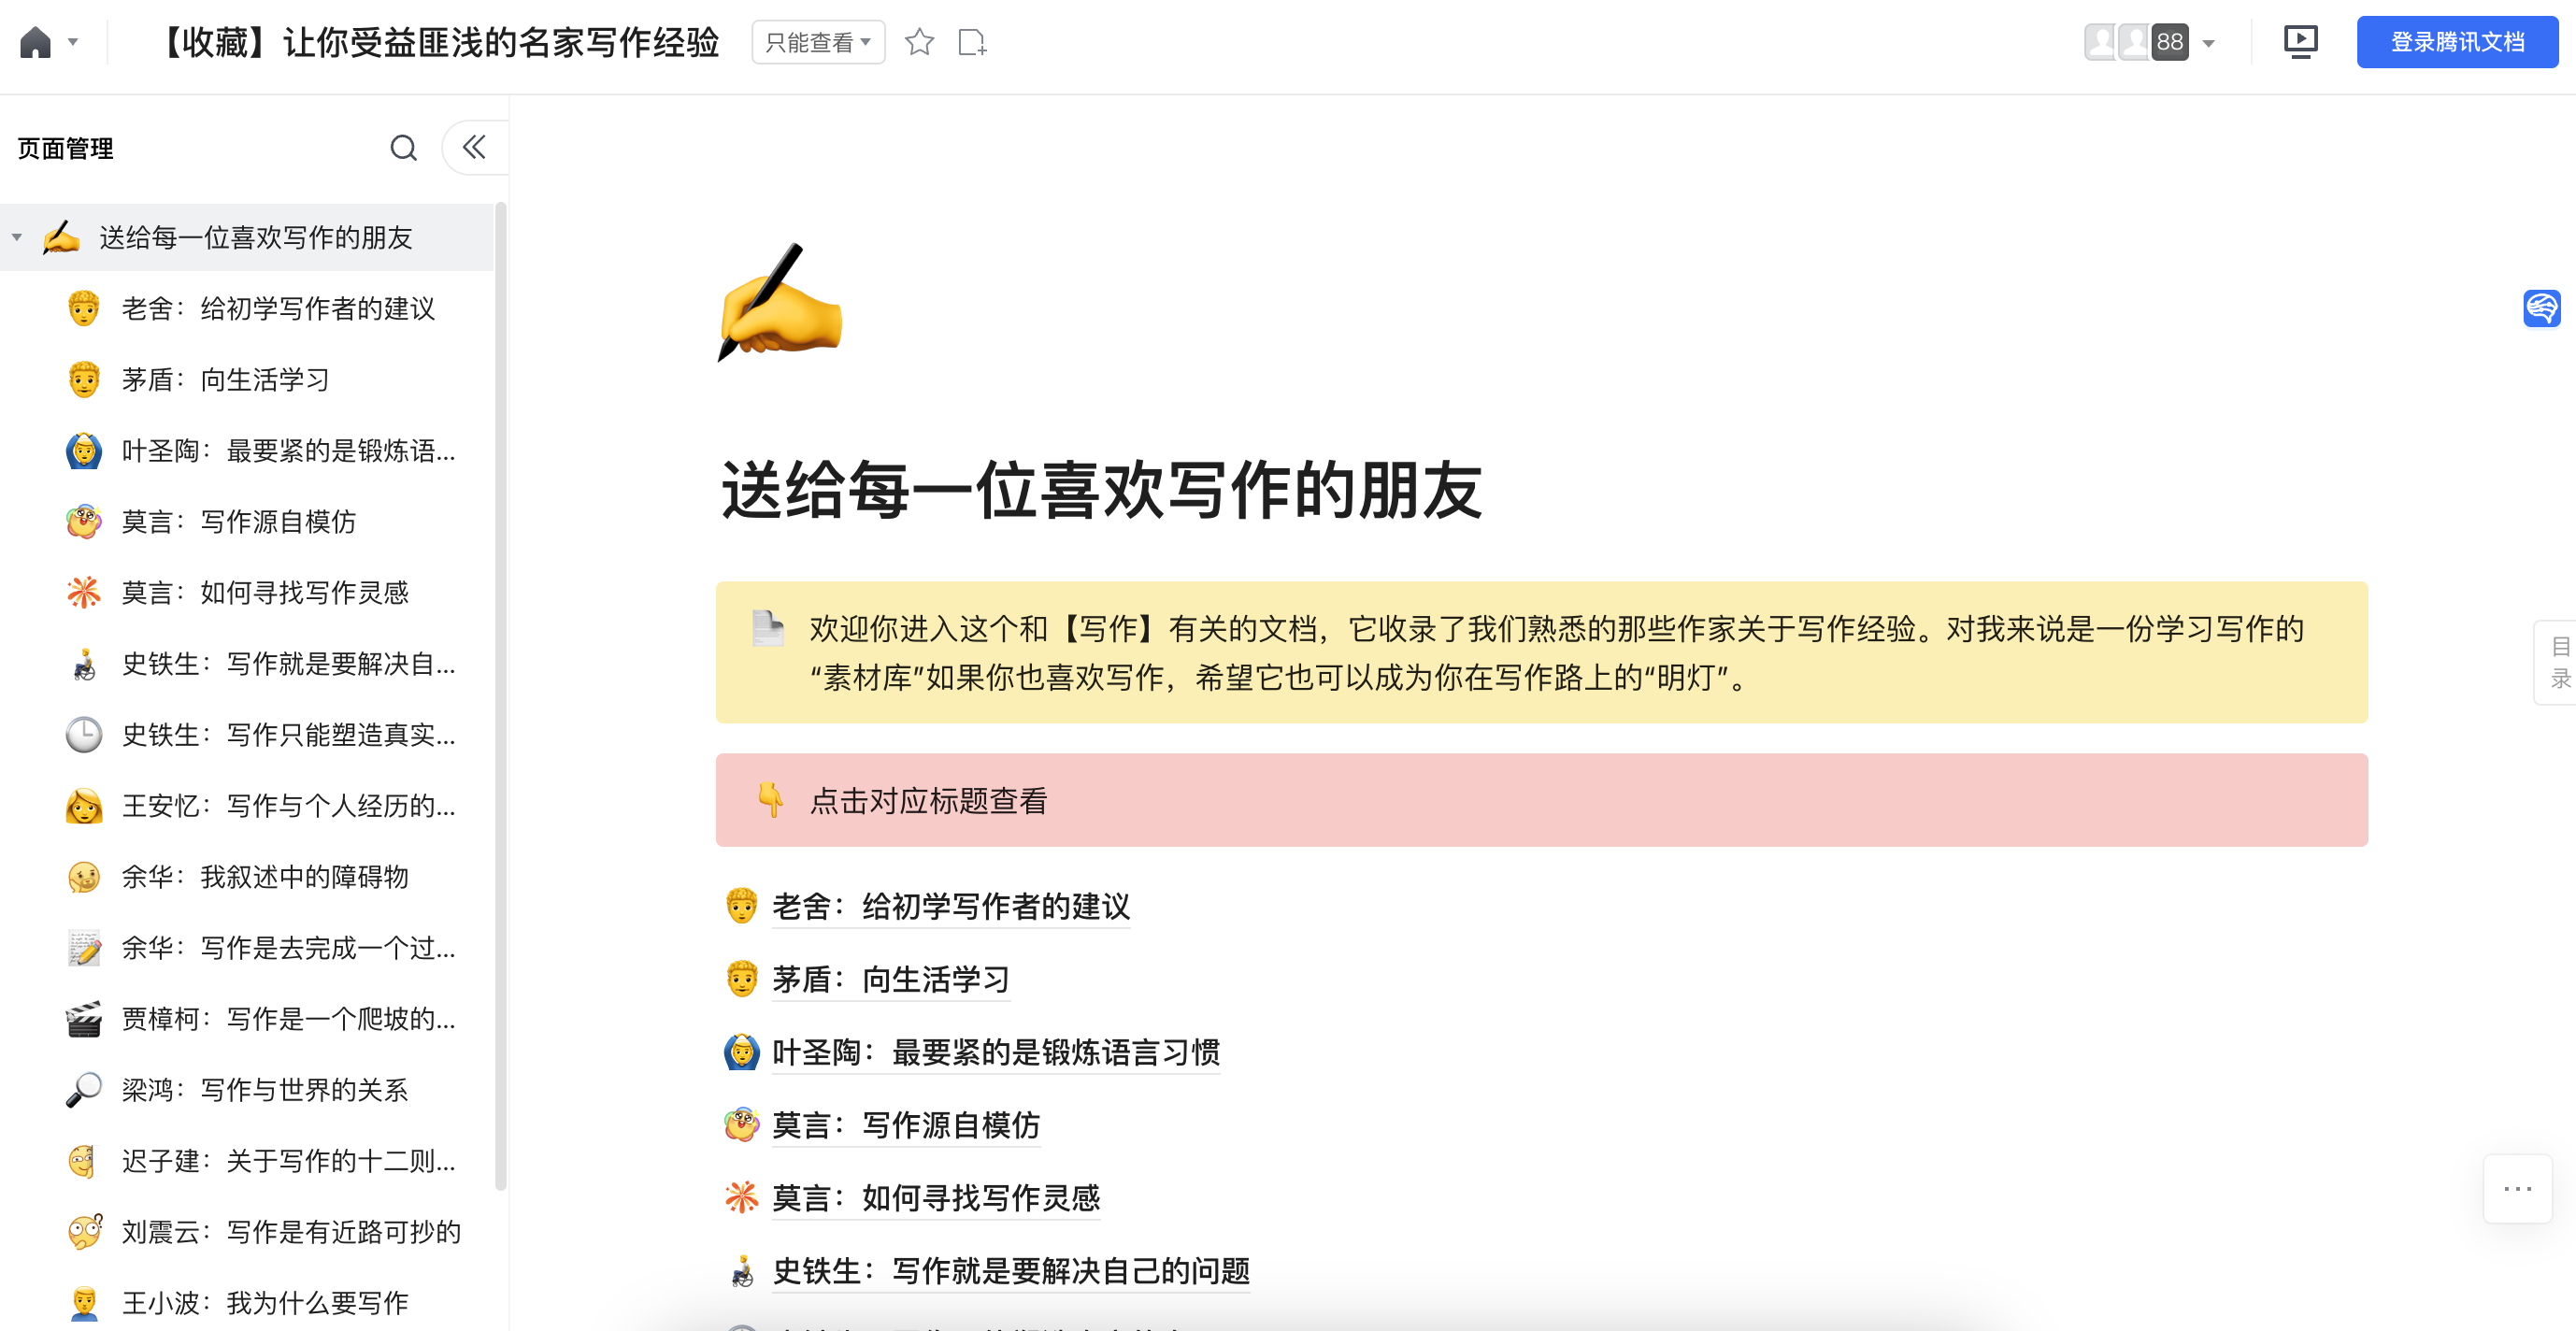 【收藏】让你受益匪浅的名家写作经验
只能查看
88
登录腾讯文档
页面管理
送给每一位喜欢写作的朋友
老舍：给初学写作者的建议
茅盾：向生活学习
叶圣陶：最要紧的是锻炼语...
莫言：写作源自模仿
莫言：如何寻找写作灵感
史铁生：写作就是要解决自...
史铁生：写作只能塑造真实...
王安忆：写作与个人经历的...
余华：我叙述中的障碍物
余华：写作是去完成一个过...
贾樟柯：写作是一个爬坡的...
梁鸿：写作与世界的关系
迟子建：关于写作的十二则...
刘震云：写作是有近路可抄的
王小波：我为什么要写作
送给每一位喜欢写作的朋友
欢迎你进入这个和【写作】有关的文档，它收录了我们熟悉的那些作家关于写作经验。对我来说是一份学习写作的
“素材库”如果你也喜欢写作，希望它也可以成为你在写作路上的“明灯”。
点击对应标题查看
老舍：给初学写作者的建议
茅盾：向生活学习
叶圣陶：最要紧的是锻炼语言习惯
莫言：写作源自模仿
莫言：如何寻找写作灵感
史铁生：写作就是要解决自己的问题
目
录